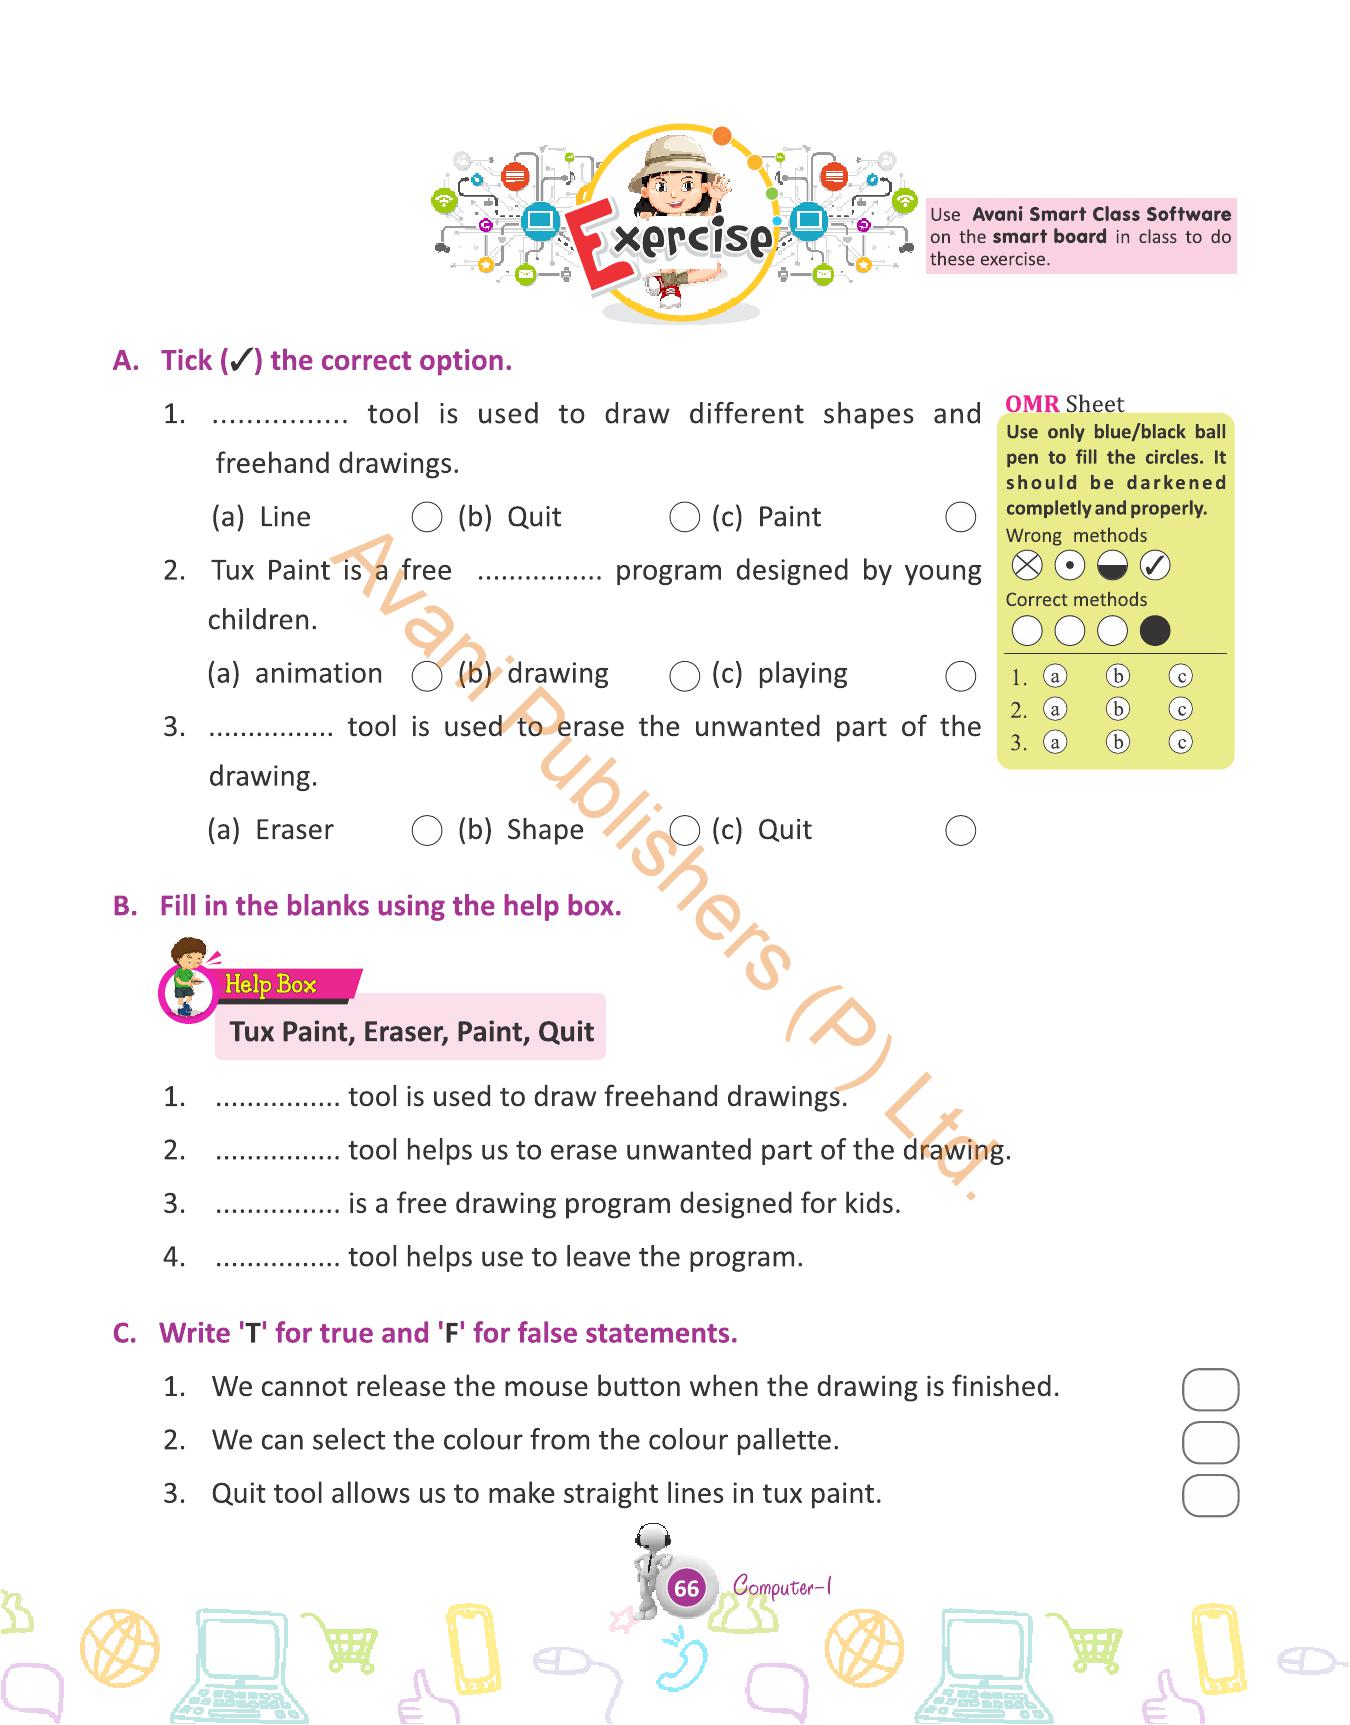 Exercise
Use Avani Smart Class Software
on the smart board in class to do
these exercise.
A. Tick (✓) the correct option.
1. ................ tool is used to draw different shapes and
freehand drawings.
(a) Line (b) Quit (c) Paint
2. Tux Paint is a free ................ program designed by young
children.
(a) animation (b) drawing (c) playing
3. ................ tool is used to erase the unwanted part of the
drawing.
(a) Eraser (b) Shape (c) Quit
OMR Sheet
Use only blue/black ball
pen to fill the circles. It
should be darkened
completly and properly.
Wrong methods
Correct methods
1. a b c
2. a b c
3. a b c
B. Fill in the blanks using the help box.
Help Box
Tux Paint, Eraser, Paint, Quit
1. ................ tool is used to draw freehand drawings.
2. ................ tool helps us to erase unwanted part of the drawing.
3. ................ is a free drawing program designed for kids.
4. ................ tool helps use to leave the program.
C. Write 'T' for true and 'F' for false statements.
1. We cannot release the mouse button when the drawing is finished.
2. We can select the colour from the colour pallette.
3. Quit tool allows us to make straight lines in tux paint.
66 Computer-1
Avani Publishers (P) Ltd.